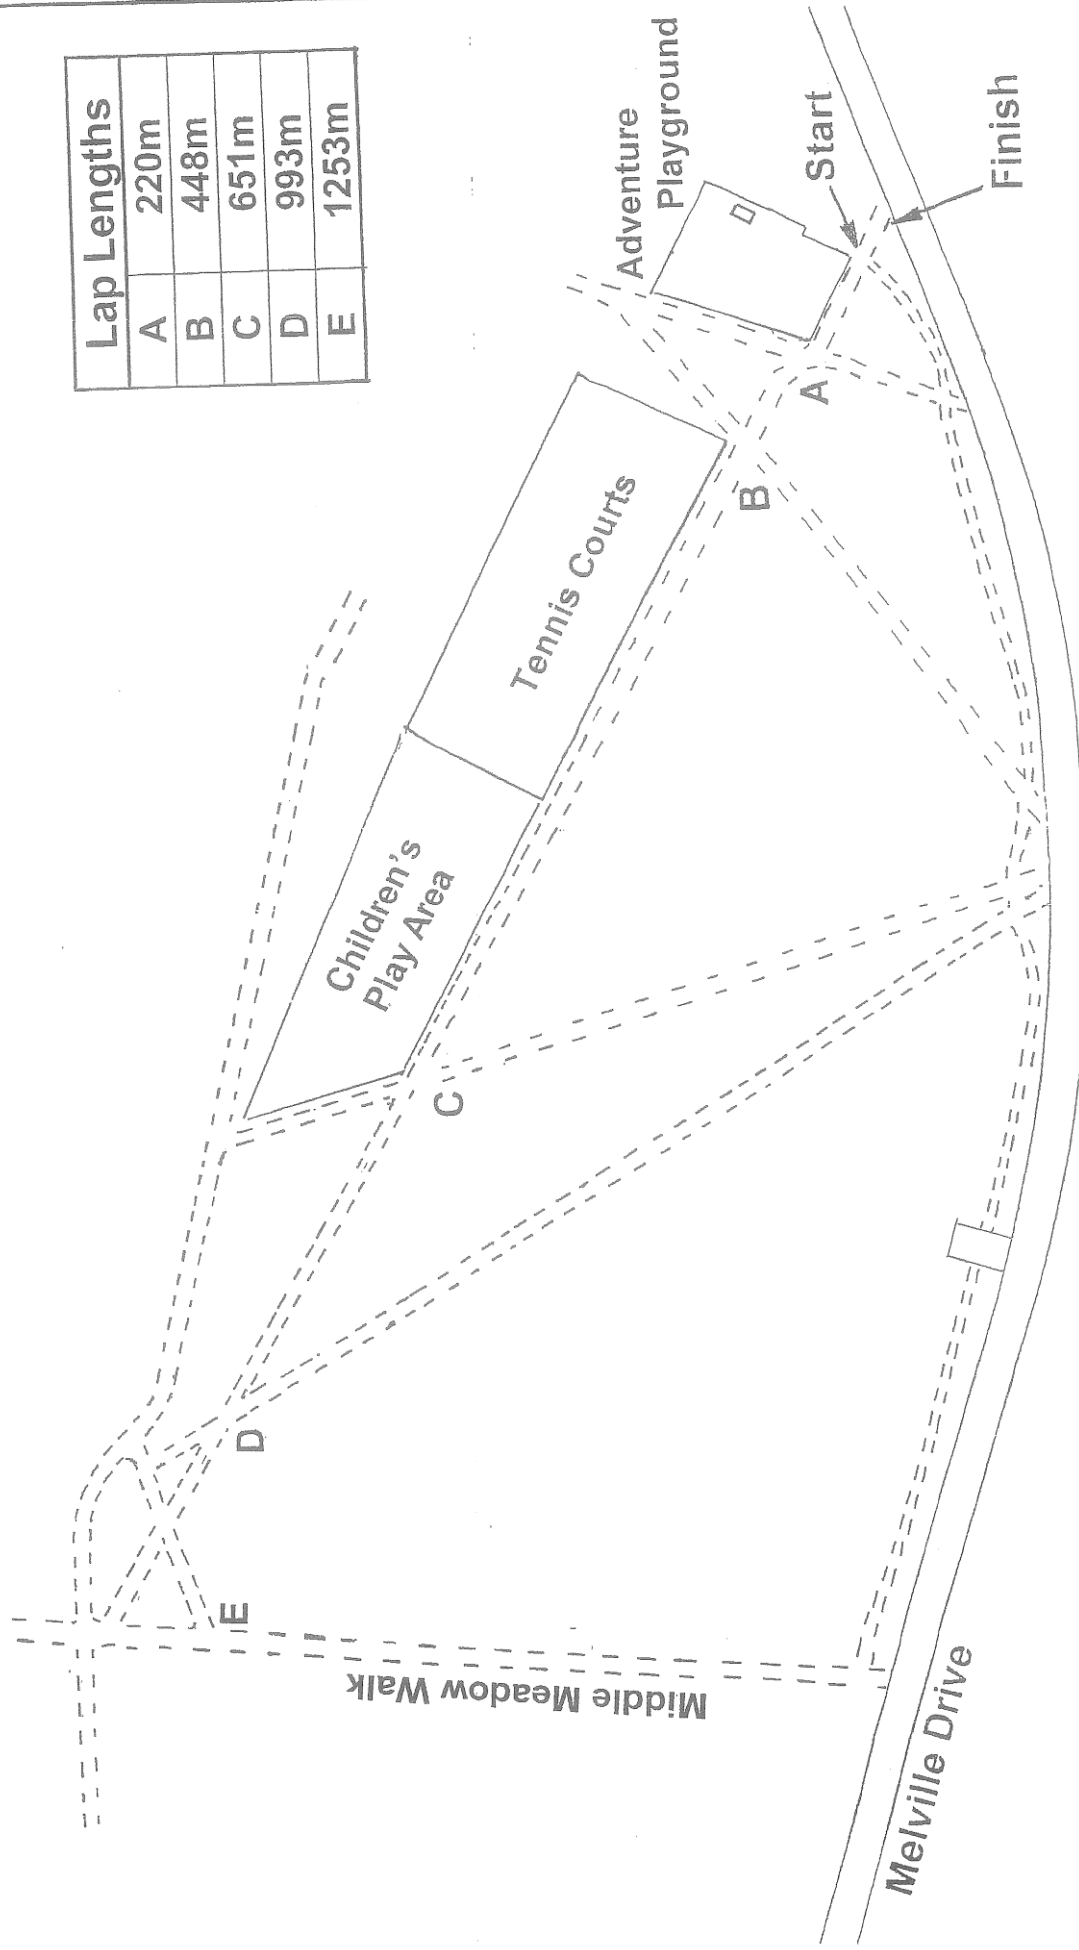 Lap Lengths
A 220m
B 448m
C 651m
D 993m
E 1253m
Adventure
Playground
Start
Finish
A
B
Tennis Courts
Children's
Play Area
C
D
E
Middle Meadow Walk
Melville Drive